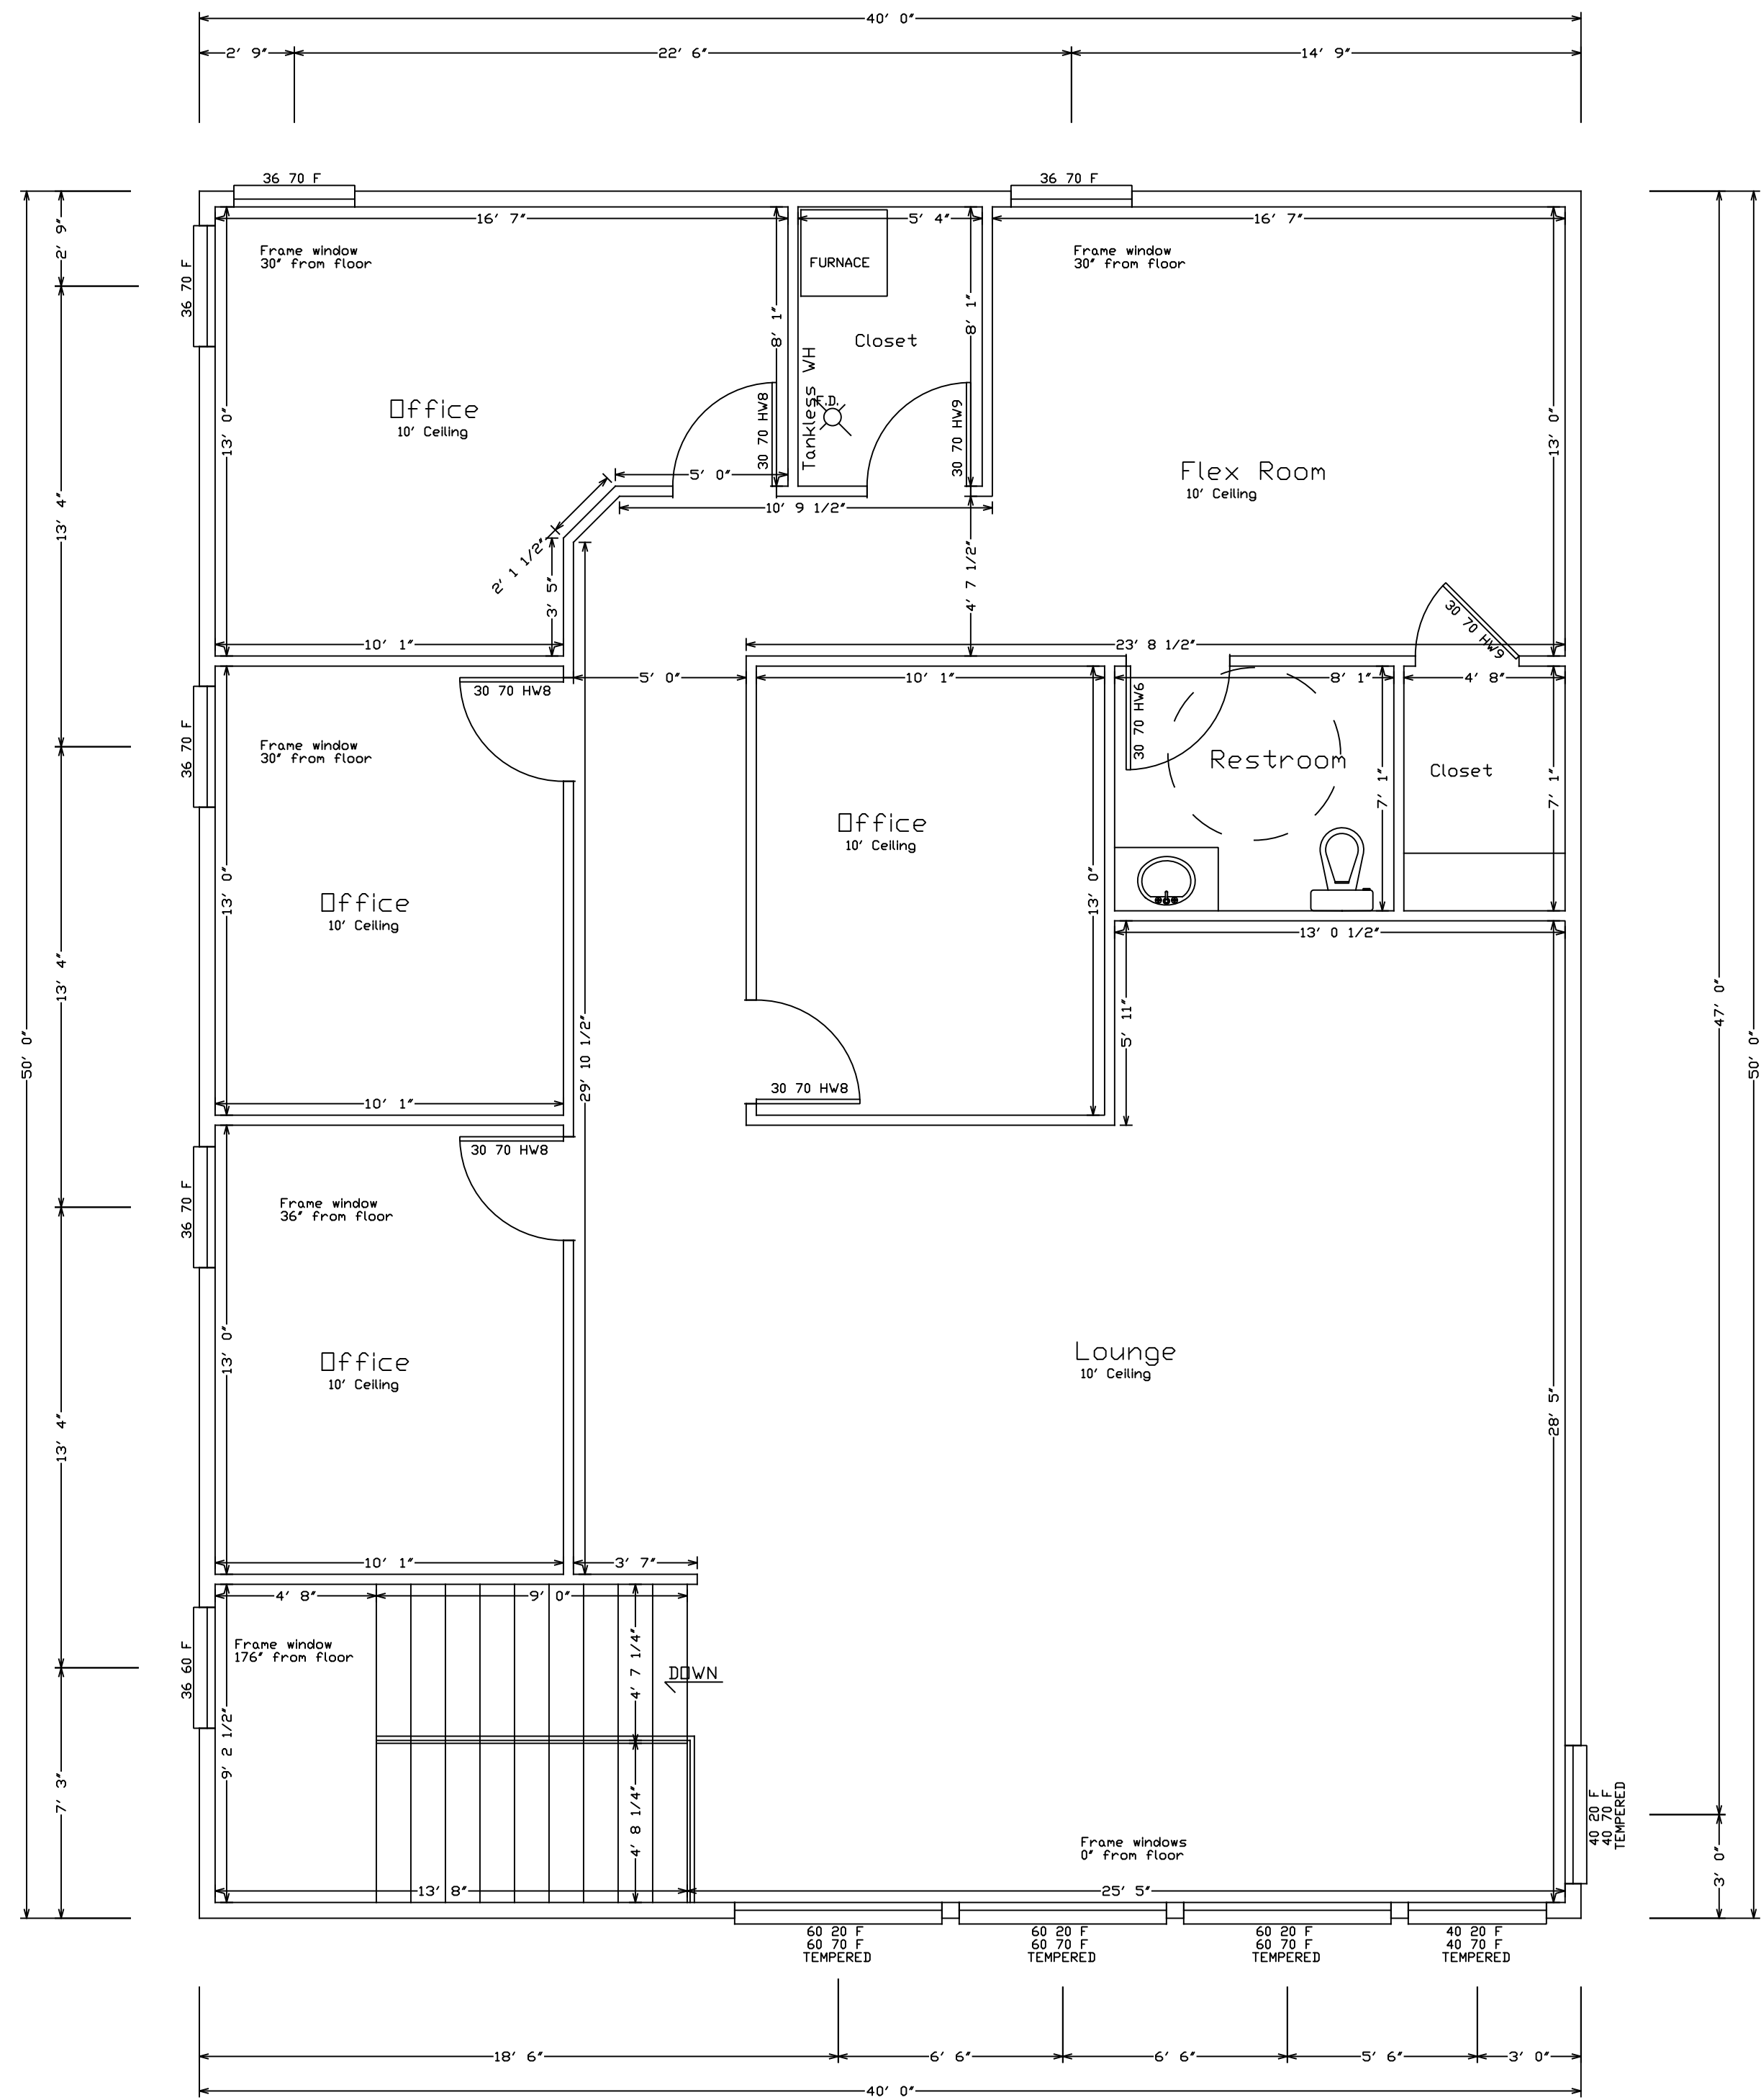 40' 0"
2' 9"
22' 6"
14' 9"
36 70 F
36 70 F
16' 7"
5' 4"
16' 7"
2' 9"
36 70 F
Frame window
30" from floor
FURNACE
Frame window
30" from floor
8' 1"
8' 1"
Closet
Tankless WH
F.D.
Office
10' Ceiling
13' 0"
30 70 HW8
30 70 HW9
13' 0"
Flex Room
10' Ceiling
5' 0"
10' 9 1/2"
13' 4"
2' 1 1/2"
3' 5"
4' 7 1/2"
30 70 HW9
10' 1"
23' 8 1/2"
30 70 HW8
5' 0"
10' 1"
8' 1"
4' 8"
30 70 HW6
36 70 F
Frame window
30" from floor
Restroom
Closet
7' 1"
7' 1"
Office
10' Ceiling
13' 0"
Office
10' Ceiling
13' 0"
13' 0 1/2"
13' 4"
5' 11"
47' 0"
50' 0"
50' 0"
29' 10 1/2"
30 70 HW8
10' 1"
30 70 HW8
36 70 F
Frame window
36" from floor
13' 0"
Office
10' Ceiling
Lounge
10' Ceiling
13' 4"
28' 5"
10' 1"
3' 7"
4' 8"
9' 0"
36 60 F
Frame window
176" from floor
4' 7 1/4"
DOWN
9' 2 1/2"
7' 3"
4' 8 1/4"
40 20 F
40 70 F
TEMPERED
Frame windows
0" from floor
3' 0"
13' 8"
25' 5"
60 20 F
60 70 F
TEMPERED
60 20 F
60 70 F
TEMPERED
60 20 F
60 70 F
TEMPERED
40 20 F
40 70 F
TEMPERED
18' 6"
6' 6"
6' 6"
5' 6"
3' 0"
40' 0"